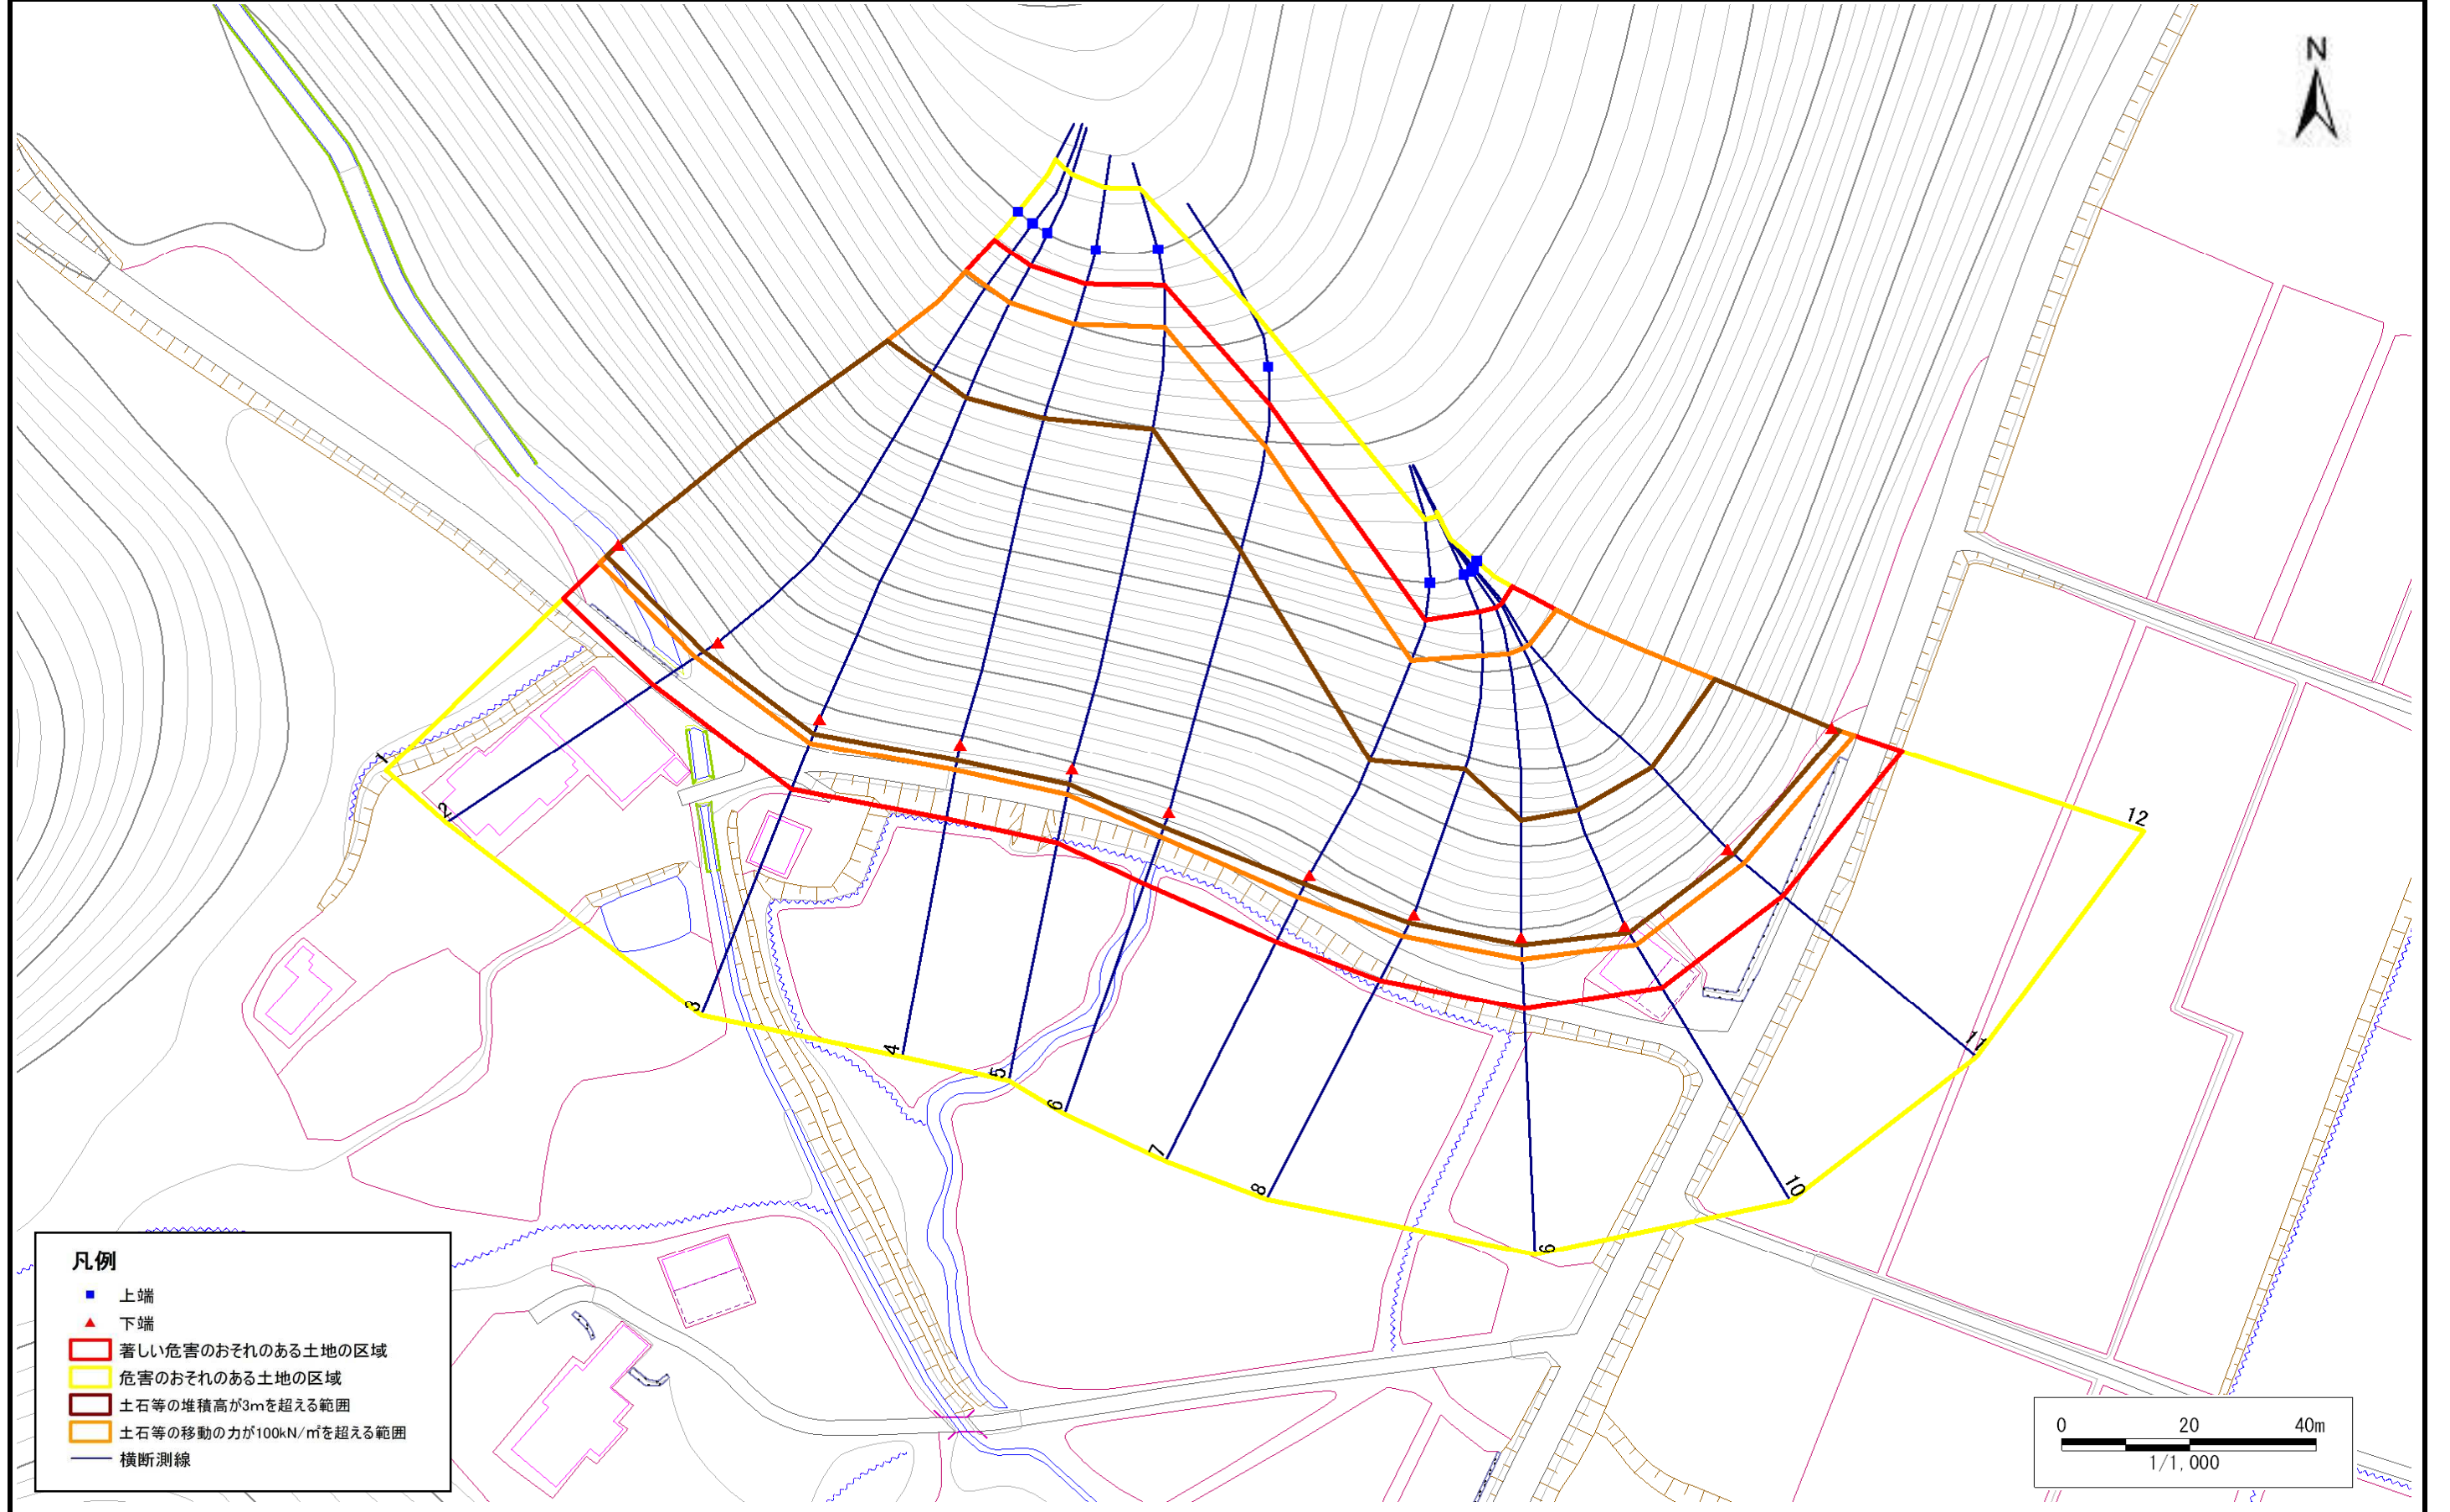 N
1
2
3
4
5
6
7
8
9
10
11
12
凡例
上端
下端
著しい危害のおそれのある土地の区域
危害のおそれのある土地の区域
土石等の堆積高が3mを超える範囲
土石等の移動の力が100kN/㎡を超える範囲
横断測線
0 20 40m
1/1,000